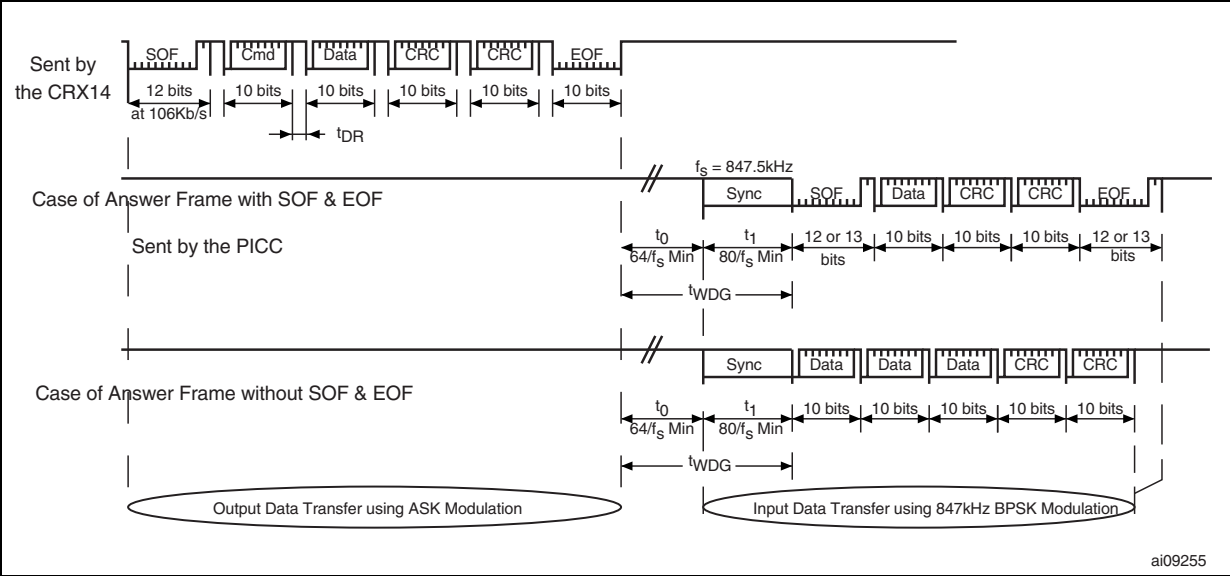 SOF Cmd Data CRC CRC EOF
Sent by
the CRX14
12 bits 10 bits 10 bits 10 bits 10 bits 10 bits
at 106Kb/s
tDR
fS = 847.5kHz
Sync SOF Data CRC CRC EOF
Case of Answer Frame with SOF & EOF
Sent by the PICC
t0 t1 12 or 13 10 bits 10 bits 10 bits 12 or 13
64/fS Min 80/fS Min bits bits
tWDG
Sync Data Data Data CRC CRC
Case of Answer Frame without SOF & EOF
t0 t1 10 bits 10 bits 10 bits 10 bits 10 bits
64/fS Min 80/fS Min
tWDG
Output Data Transfer using ASK Modulation Input Data Transfer using 847kHz BPSK Modulation
ai09255